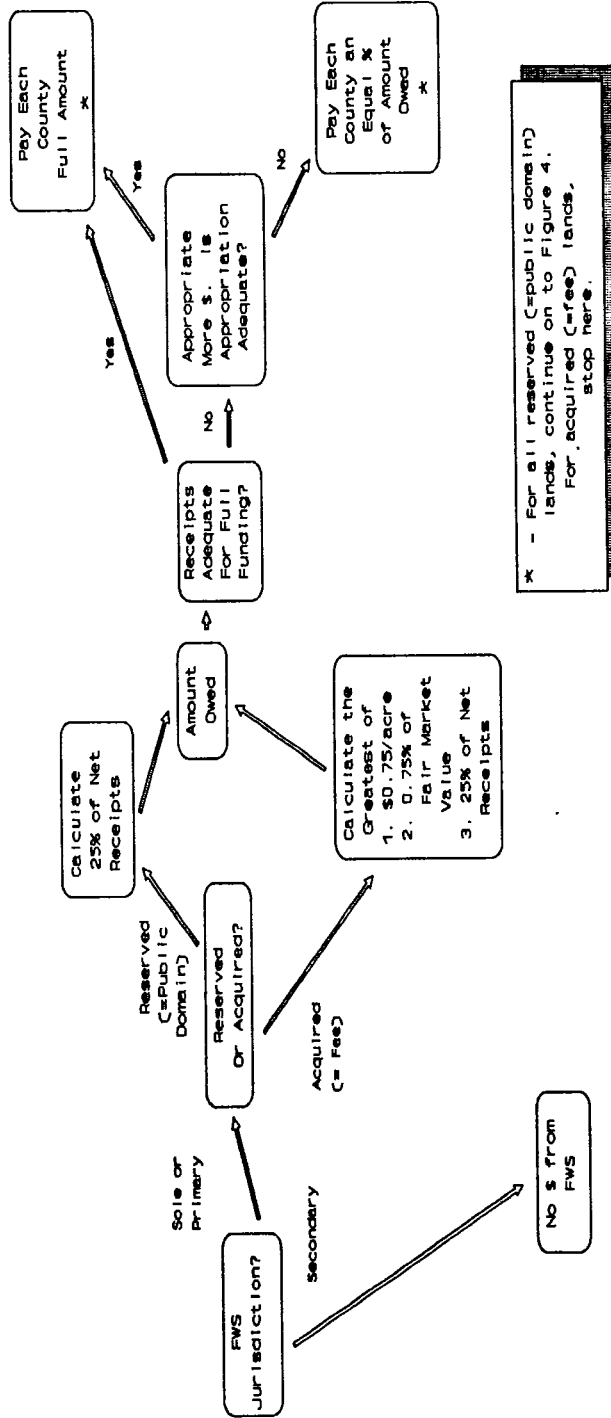 FWS
Jurisdiction?
Sole or
Primary
Secondary
No $ from
FWS
Reserved
Or Acquired?
Reserved
(=Public
Domain)
Acquired
(= Fee)
Calculate
25% of Net
Receipts
Calculate the
Greatest of
1. $0.75/acre
2. 0.75% of
Fair Market
Value
3. 25% of Net
Receipts
Amount
Owed
Receipts
Adequate
For Full
Funding?
Yes
No
Appropriate
More $. Is
Appropriation
Adequate?
Yes
No
Pay Each
County
Full Amount
*
Pay Each
County an
Equal %
of Amount
Owed
*
* - For all reserved (=public domain)
lands, continue on to Figure 4.
For acquired (=fee) lands,
stop here.